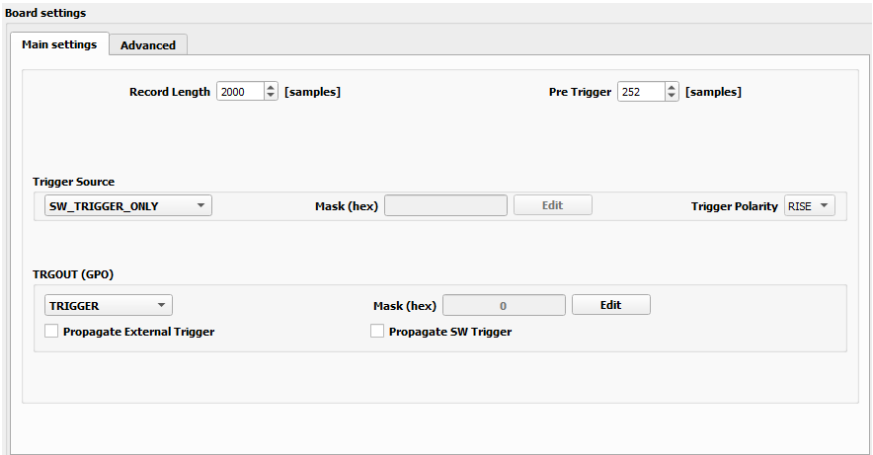 Board settings
Main settings Advanced
Record Length 2000 [samples] Pre Trigger 252 [samples]
Trigger Source
SW_TRIGGER_ONLY Mask (hex) Edit Trigger Polarity RISE
TRGOUT (GPO)
TRIGGER Mask (hex) 0 Edit
Propagate External Trigger Propagate SW Trigger